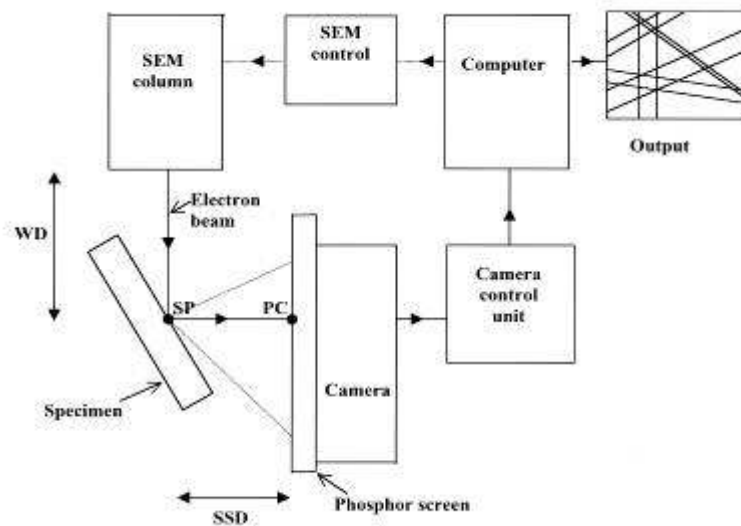 SEM
column
SEM
control
Computer
Output
Electron
beam
WD
SP
PC
Camera
control
unit
Camera
Specimen
Phosphor screen
SSD